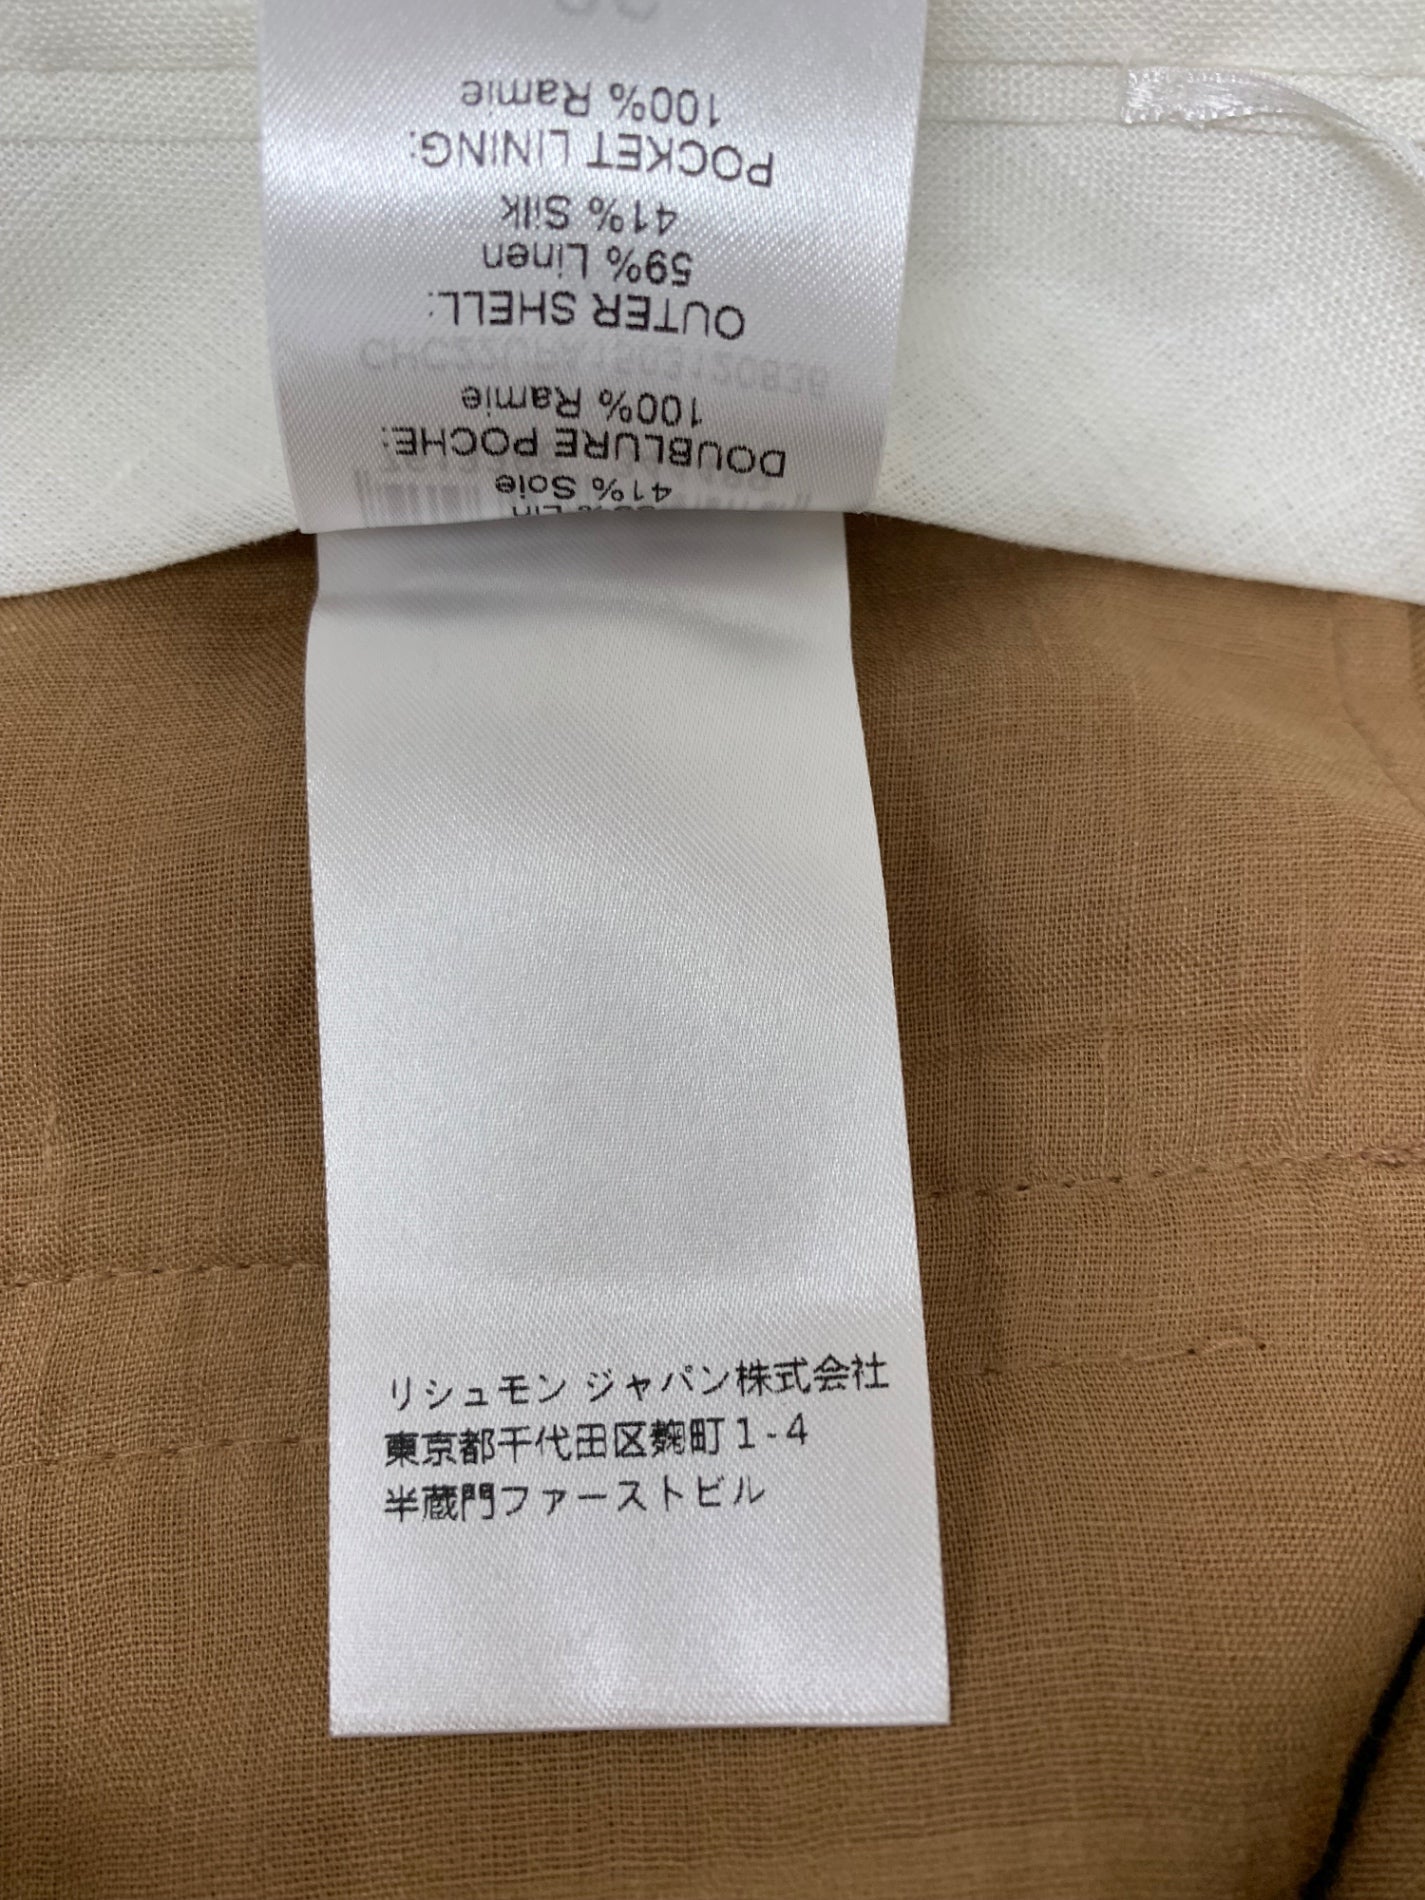 41% Soie
DOUBLURE POCHE:
100% Ramie
OUTER SHELL:
59% Linen
41% Silk
POCKET LINING:
100% Ramie
リシュモン ジャパン株式会社
東京都千代田区麹町1-4
半蔵門ファーストビル